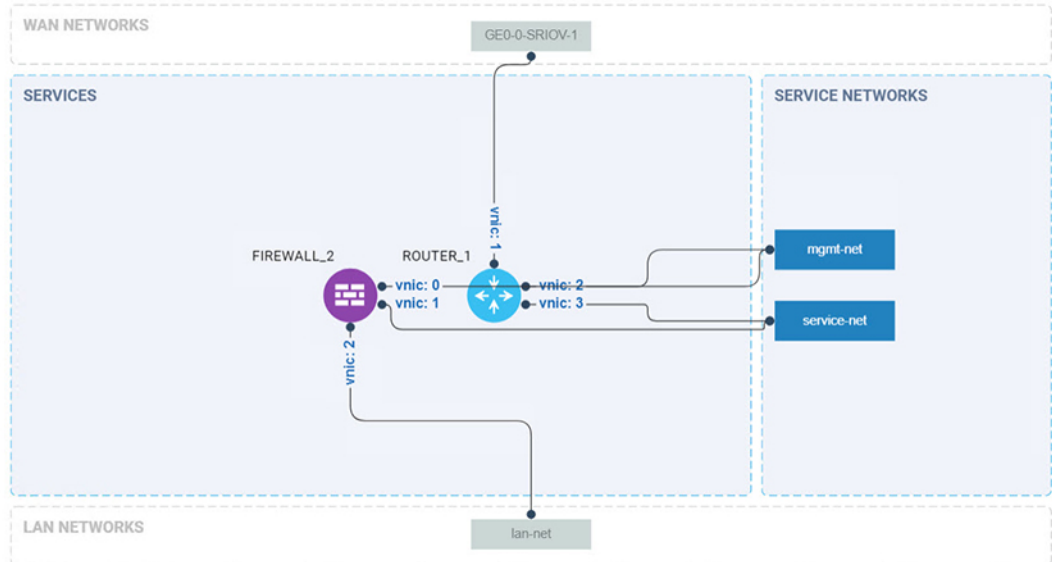 WAN NETWORKS
GE0-0-SRIOV-1
SERVICES
SERVICE NETWORKS
vnic: 1
FIREWALL_2
ROUTER_1
mgmt-net
vnic: 0
vnic: 2
vnic: 1
vnic: 3
service-net
vnic: 2
LAN NETWORKS
lan-net